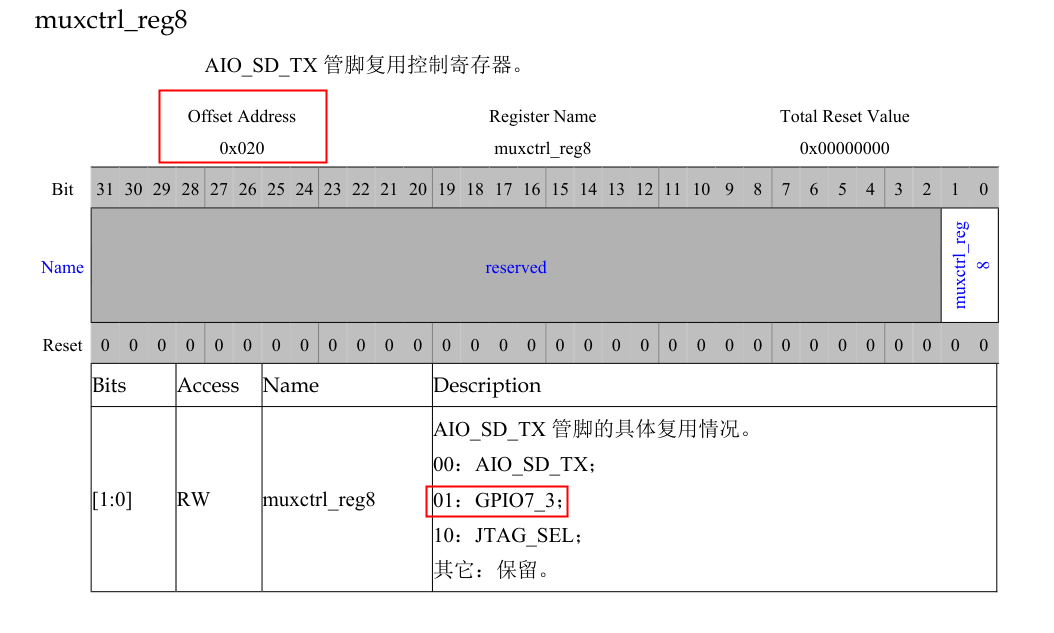 muxctrl_reg8
AIO_SD_TX 管脚复用控制寄存器。
Offset Address Register Name Total Reset Value
0x020 muxctrl_reg8 0x00000000
Bit 31 30 29 28 27 26 25 24 23 22 21 20 19 18 17 16 15 14 13 12 11 10 9 8 7 6 5 4 3 2 1 0
Name reserved muxctrl_reg
8
Reset 0 0 0 0 0 0 0 0 0 0 0 0 0 0 0 0 0 0 0 0 0 0 0 0 0 0 0 0 0 0 0 0
Bits Access Name Description
AIO_SD_TX 管脚的具体复用情况。
00：AIO_SD_TX；
[1:0] RW muxctrl_reg8 01：GPIO7_3；
10：JTAG_SEL；
其它：保留。